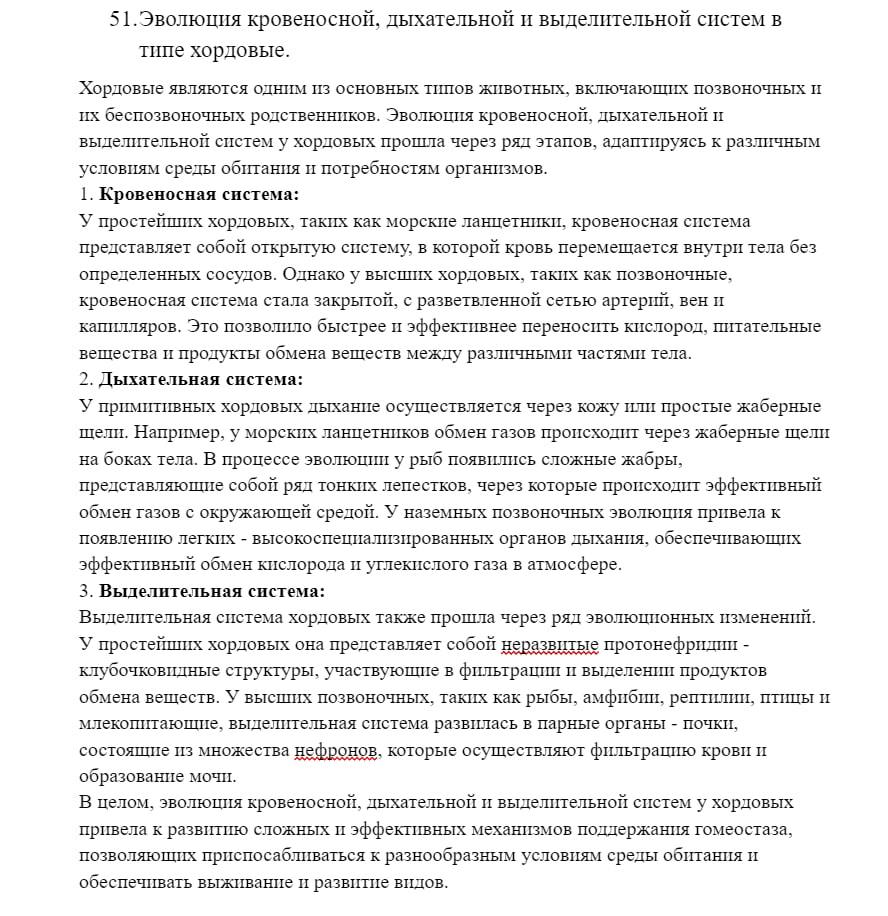 51.Эволюция кровеносной, дыхательной и выделительной систем в
типе хордовые.
Хордовые являются одним из основных типов животных, включающих позвоночных и
их беспозвоночных родственников. Эволюция кровеносной, дыхательной и
выделительной систем у хордовых прошла через ряд этапов, адаптируясь к различным
условиям среды обитания и потребностям организмов.
1. Кровеносная система:
У простейших хордовых, таких как морские ланцетники, кровеносная система
представляет собой открытую систему, в которой кровь перемещается внутри тела без
определенных сосудов. Однако у высших хордовых, таких как позвоночные,
кровеносная система стала закрытой, с разветвленной сетью артерий, вен и
капилляров. Это позволило быстрее и эффективнее переносить кислород, питательные
вещества и продукты обмена веществ между различными частями тела.
2. Дыхательная система:
У примитивных хордовых дыхание осуществляется через кожу или простые жаберные
щели. Например, у морских ланцетников обмен газов происходит через жаберные щели
на боках тела. В процессе эволюции у рыб появились сложные жабры,
представляющие собой ряд тонких лепестков, через которые происходит эффективный
обмен газов с окружающей средой. У наземных позвоночных эволюция привела к
появлению легких - высокоспециализированных органов дыхания, обеспечивающих
эффективный обмен кислорода и углекислого газа в атмосфере.
3. Выделительная система:
Выделительная система хордовых также прошла через ряд эволюционных изменений.
У простейших хордовых она представляет собой неразвитые протонефридии -
клубочковидные структуры, участвующие в фильтрации и выделении продуктов
обмена веществ. У высших позвоночных, таких как рыбы, амфибии, рептилии, птицы и
млекопитающие, выделительная система развилась в парные органы - почки,
состоящие из множества нефронов, которые осуществляют фильтрацию крови и
образование мочи.
В целом, эволюция кровеносной, дыхательной и выделительной систем у хордовых
привела к развитию сложных и эффективных механизмов поддержания гомеостаза,
позволяющих приспосабливаться к разнообразным условиям среды обитания и
обеспечивать выживание и развитие видов.